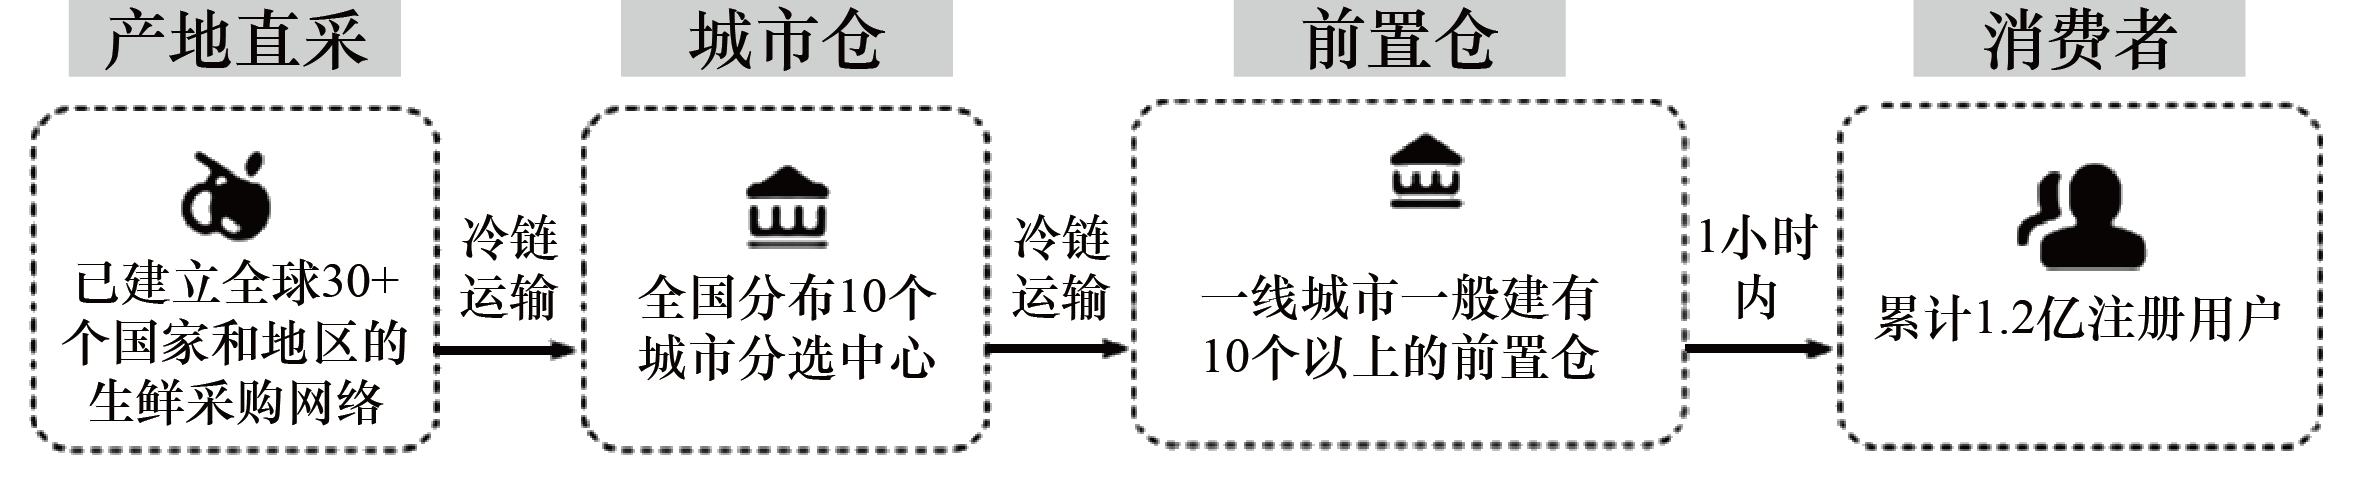 产地直采
已建立全球30+
个国家和地区的
生鲜采购网络
冷链
运输
城市仓
全国分布10个
城市分选中心
冷链
运输
前置仓
一线城市一般建有
10个以上的前置仓
1小时
内
消费者
累计1.2亿注册用户